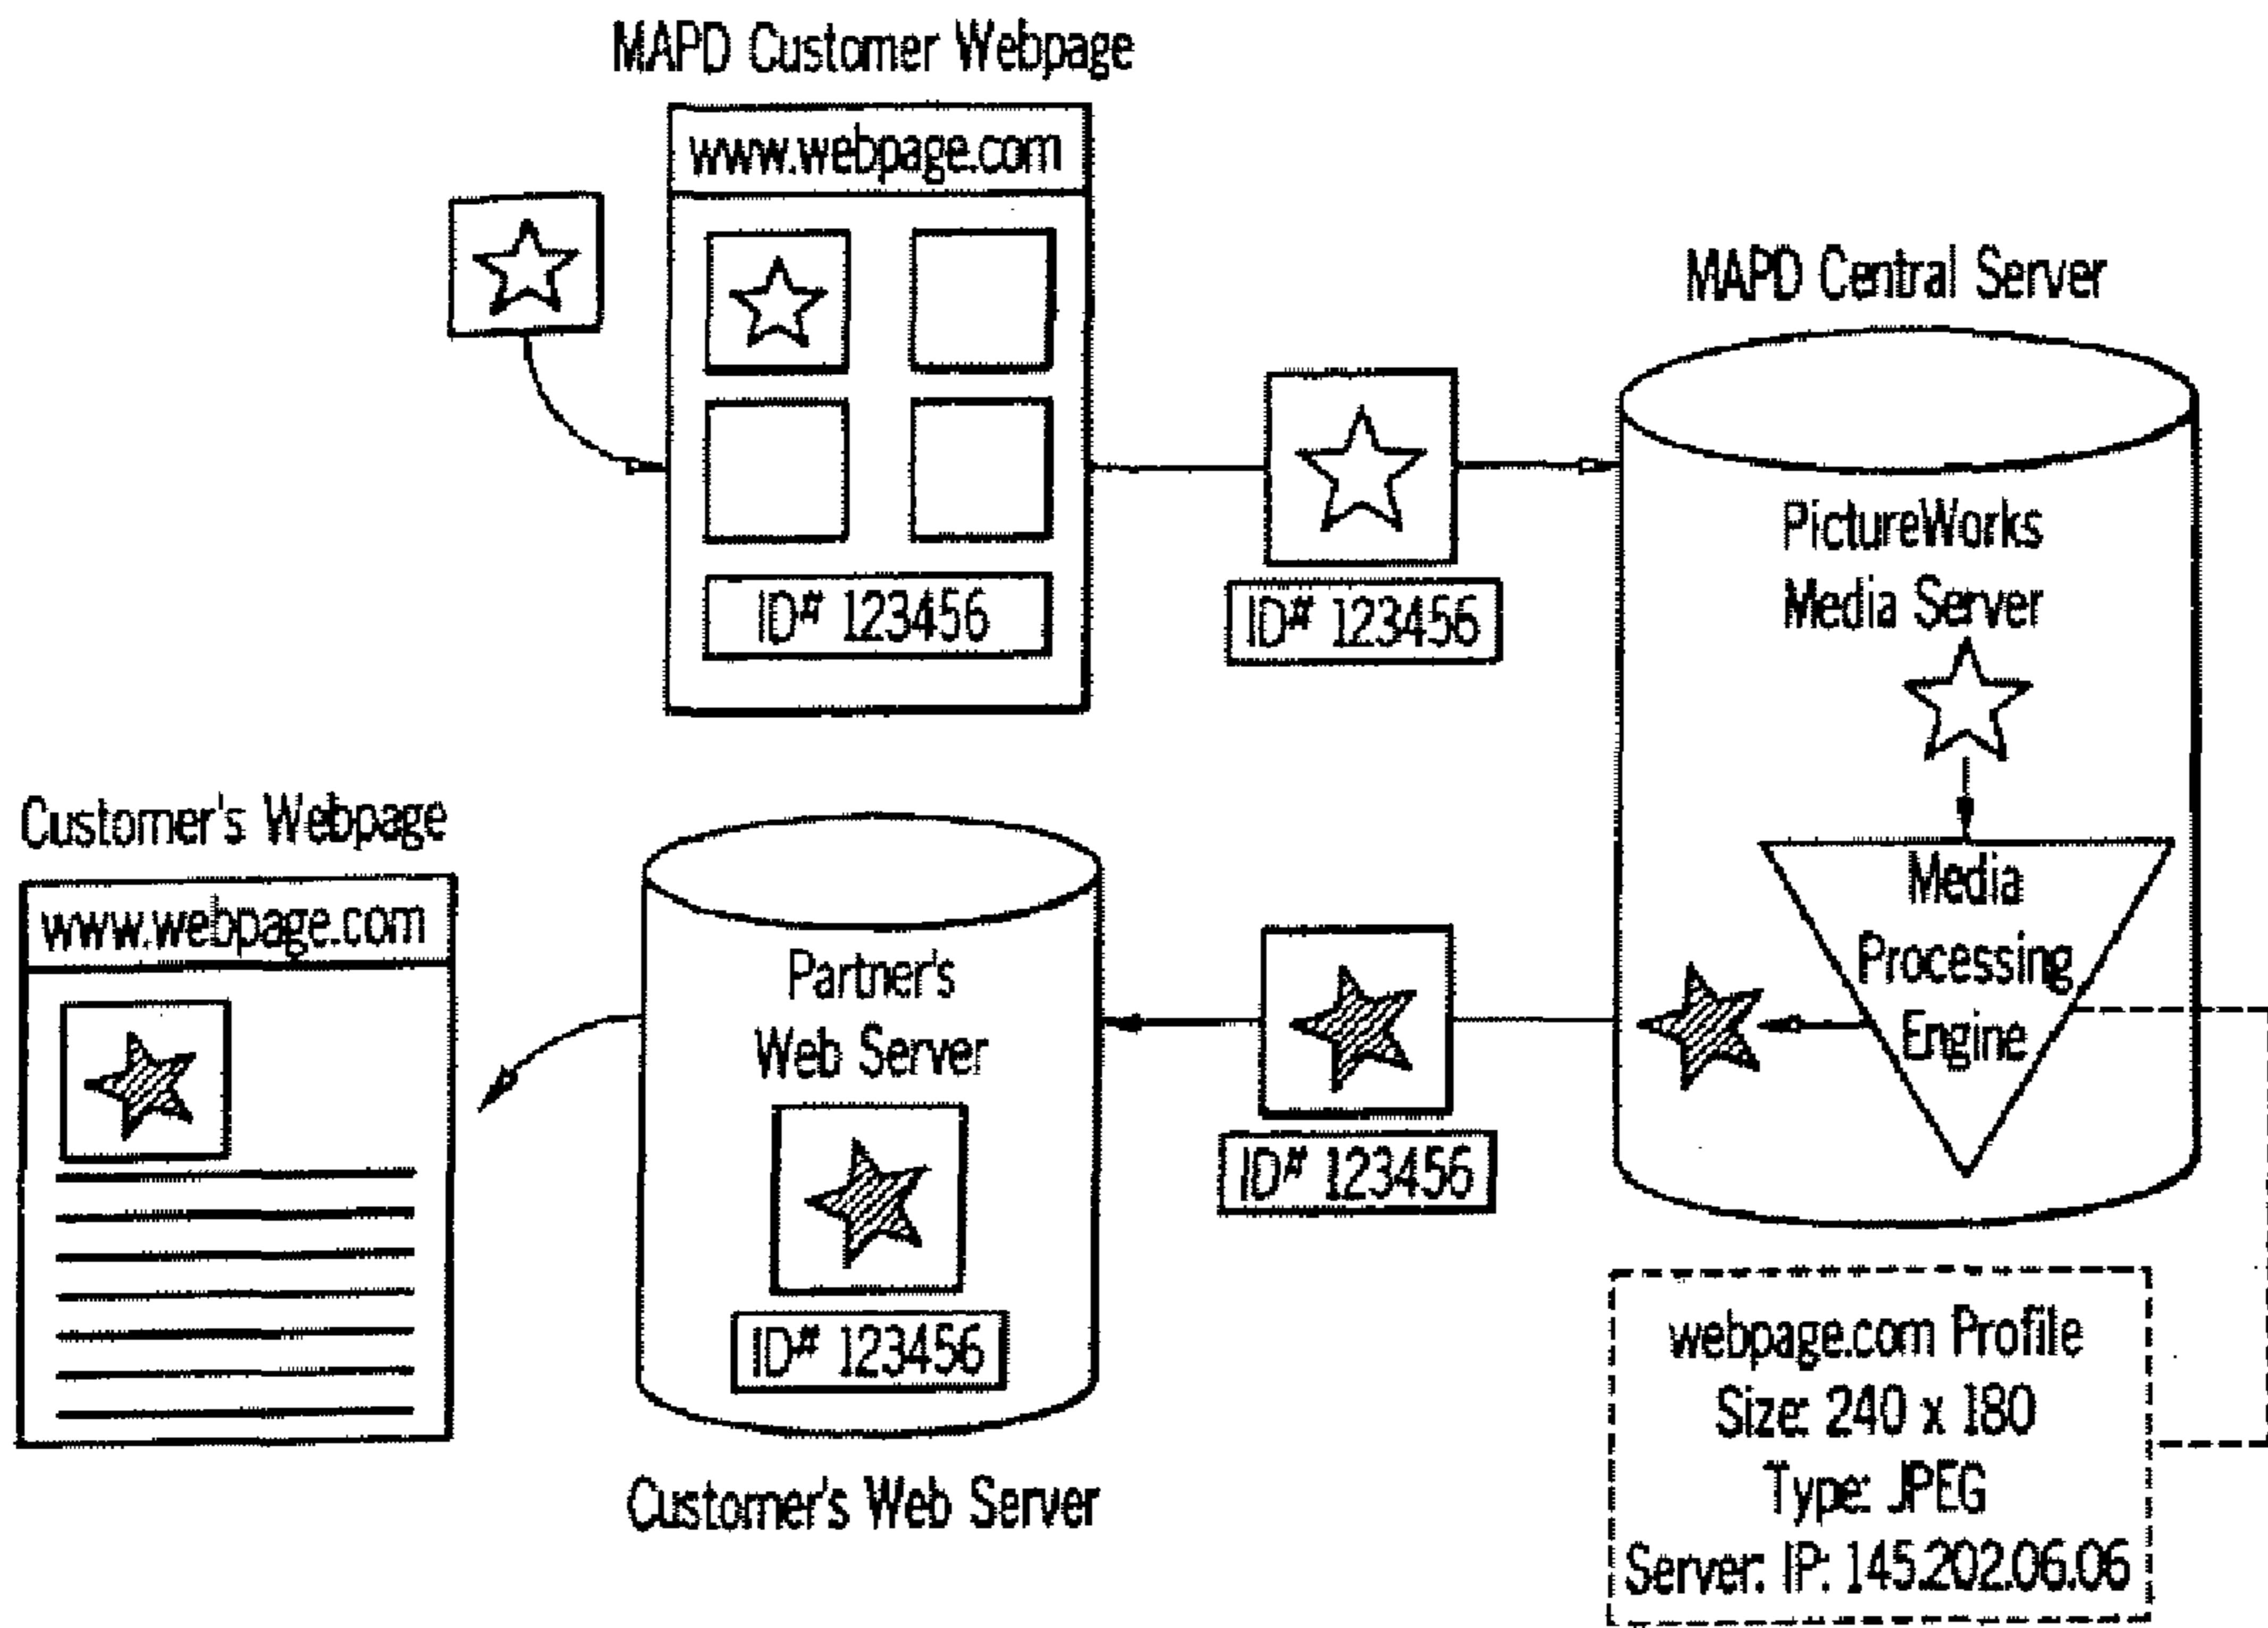 MAPD Customer Webpage
www.webpage.com
ID# 123456
ID# 123456
MAPD Central Server
PictureWorks
Media Server
Media
Processing
Engine
Customer's Webpage
www.webpage.com
Partner's
Web Server
ID# 123456
Customer's Web Server
ID# 123456
webpage.com Profile
Size: 240 x 180
Type: JPEG
Server: IP: 145.202.06.06